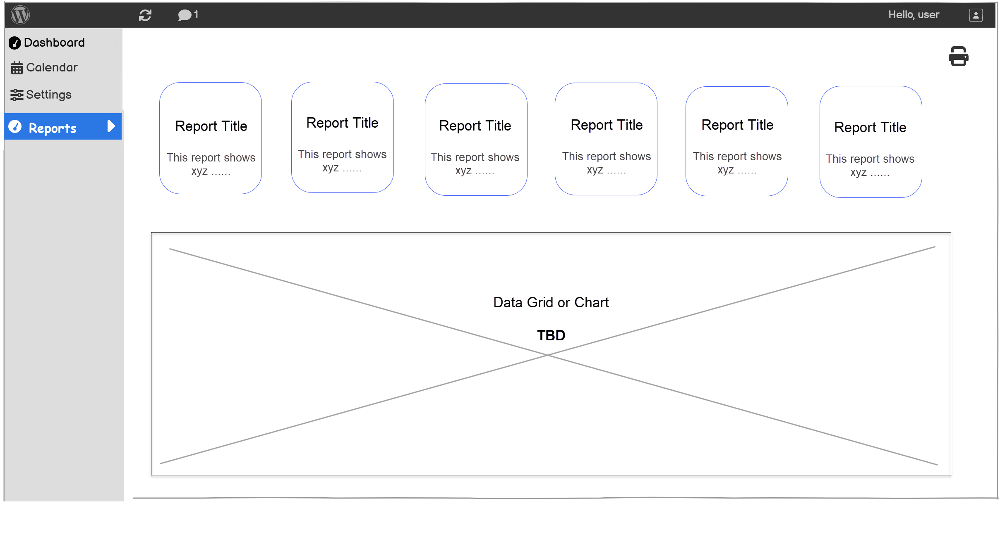 1
Hello, user
Dashboard
Calendar
Settings
Reports
Report Title
This report shows
xyz ......
Report Title
This report shows
xyz ......
Report Title
This report shows
xyz ......
Report Title
This report shows
xyz ......
Report Title
This report shows
xyz ......
Report Title
This report shows
xyz ......
Data Grid or Chart
TBD